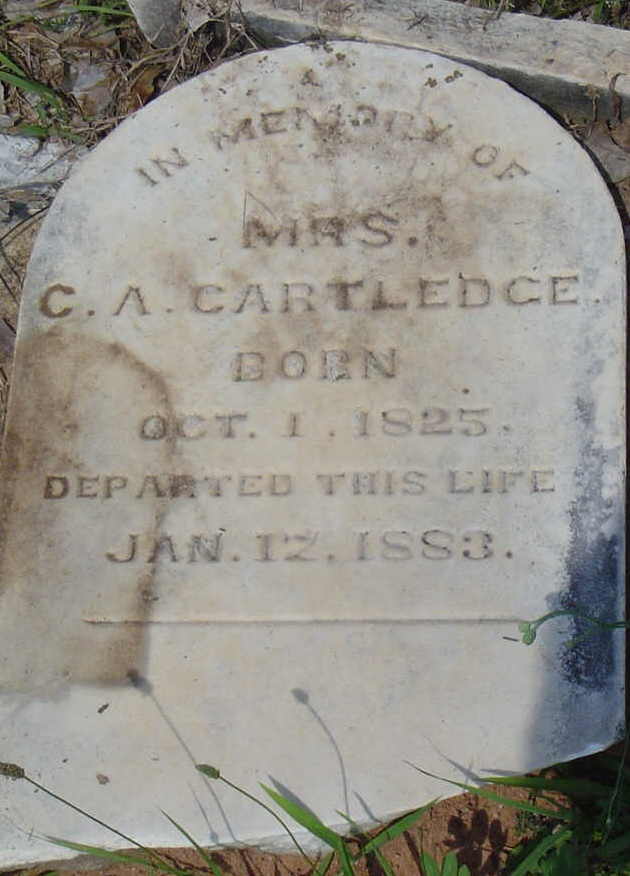 IN MEMORY OF
MRS.
C. A. CARTLEDGE.
BORN
OCT. 1. 1825.
DEPARTED THIS LIFE
JAN. 12. 1883.